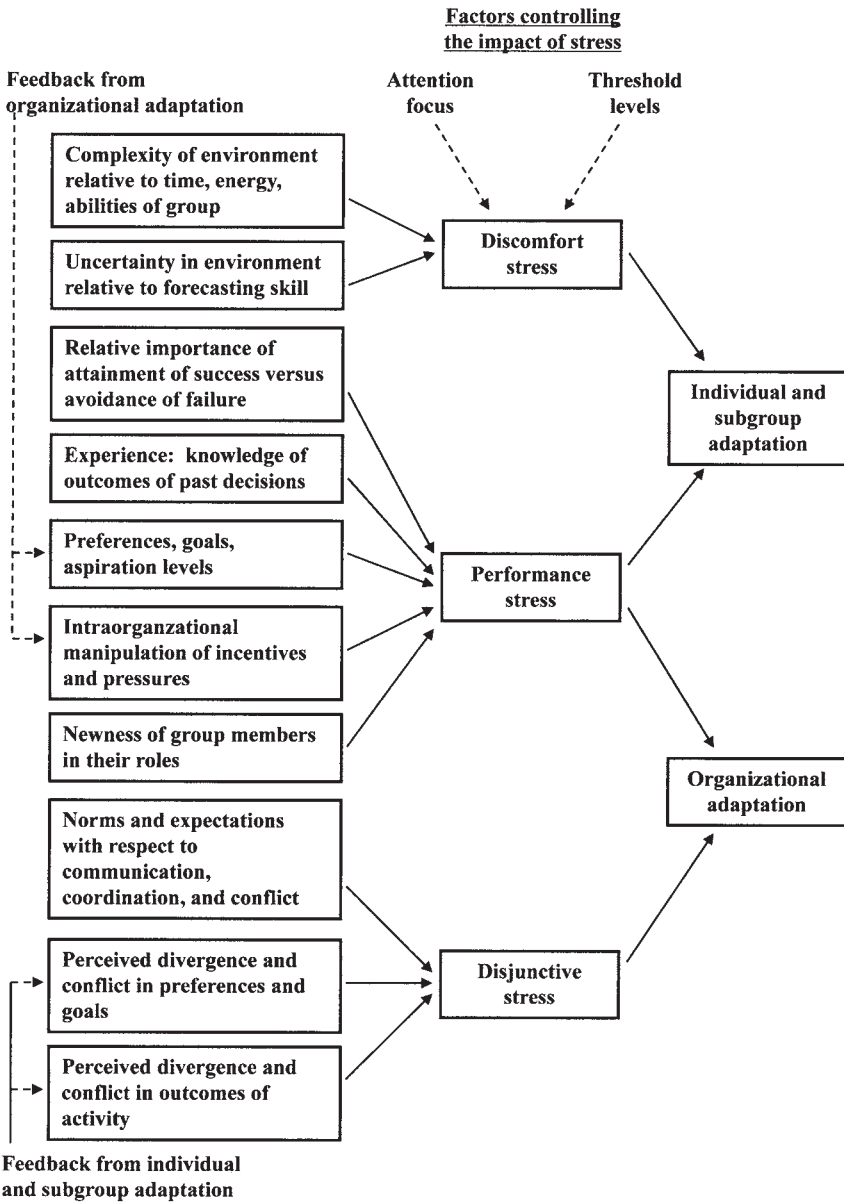 Factors controlling
the impact of stress
Feedback from
organizational adaptation
Attention
focus
Threshold
levels
Complexity of environment
relative to time, energy,
abilities of group
Discomfort
stress
Uncertainty in environment
relative to forecasting skill
Relative importance of
attainment of success versus
avoidance of failure
Individual and
subgroup
adaptation
Experience: knowledge of
outcomes of past decisions
Preferences, goals,
aspiration levels
Performance
stress
Intraorganzational
manipulation of incentives
and pressures
Newness of group members
in their roles
Organizational
adaptation
Norms and expectations
with respect to
communication,
coordination, and conflict
Perceived divergence and
conflict in preferences and
goals
Disjunctive
stress
Perceived divergence and
conflict in outcomes of
activity
Feedback from individual
and subgroup adaptation